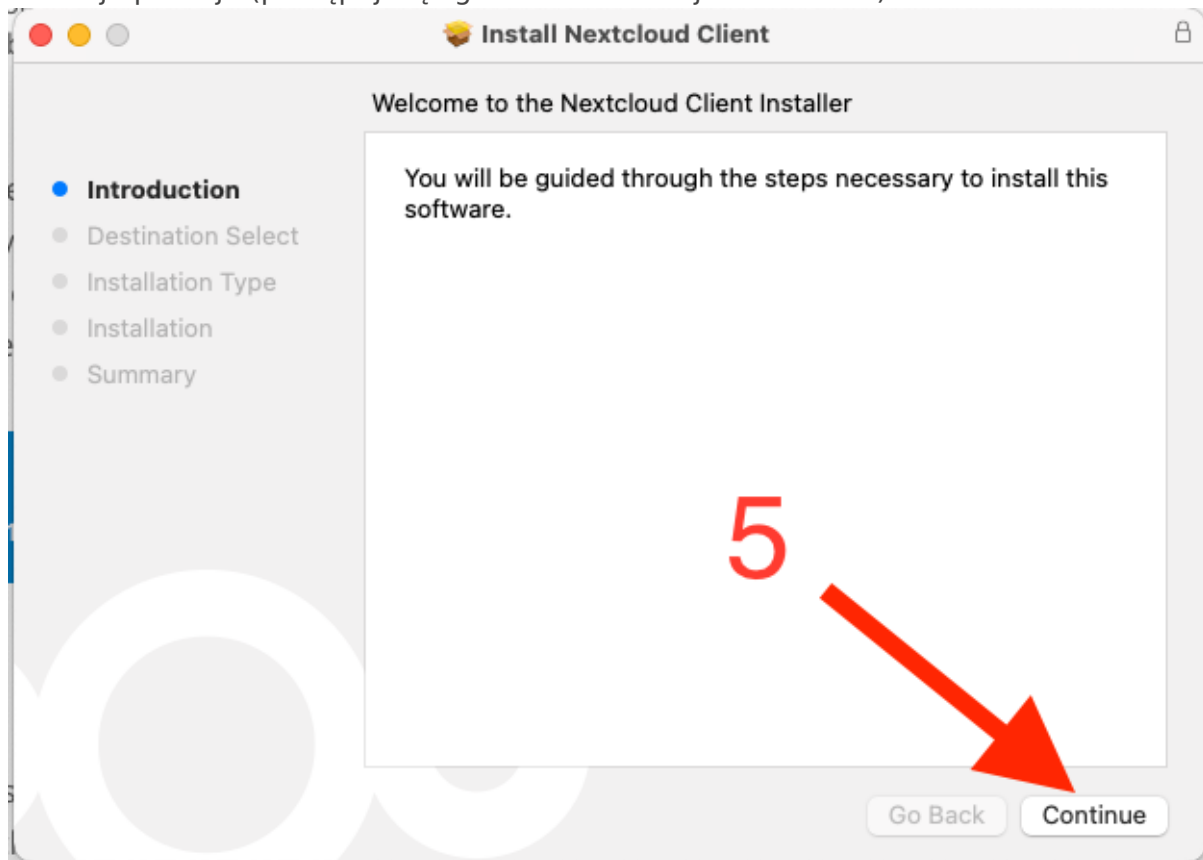 Install Nextcloud Client
Welcome to the Nextcloud Client Installer
Introduction
Destination Select
Installation Type
Installation
Summary
You will be guided through the steps necessary to install this
software.
5
Go Back
Continue